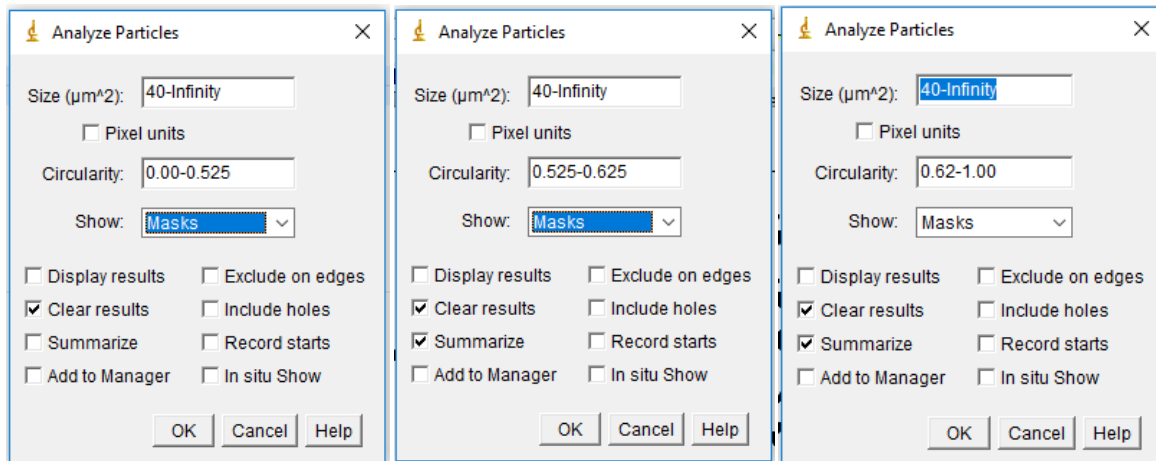 Analyze Particles
Size (µm^2): 40-Infinity
Pixel units
Circularity: 0.00-0.525
Show: Masks
Display results Exclude on edges
Clear results Include holes
Summarize Record starts
Add to Manager In situ Show
OK Cancel Help
Analyze Particles
Size (µm^2): 40-Infinity
Pixel units
Circularity: 0.525-0.625
Show: Masks
Display results Exclude on edges
Clear results Include holes
Summarize Record starts
Add to Manager In situ Show
OK Cancel Help
Analyze Particles
Size (µm^2): 40-Infinity
Pixel units
Circularity: 0.62-1.00
Show: Masks
Display results Exclude on edges
Clear results Include holes
Summarize Record starts
Add to Manager In situ Show
OK Cancel Help